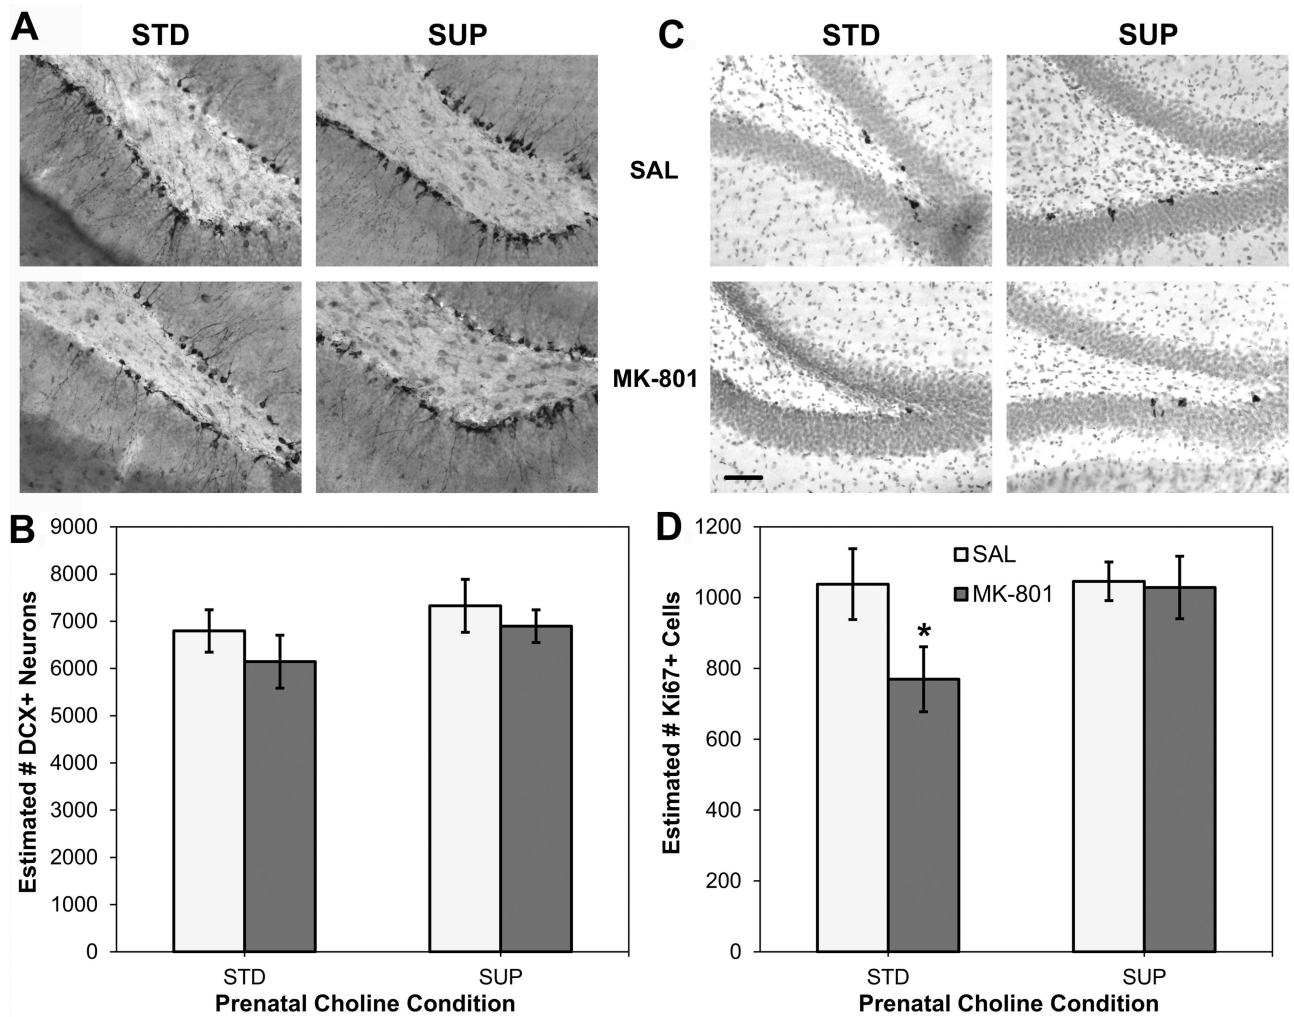 A
STD
SUP
C
STD
SUP
SAL
MK-801
B
9000
8000
7000
6000
5000
4000
3000
2000
1000
0
Estimated # DCX+ Neurons
STD
SUP
Prenatal Choline Condition
D
1200
1000
800
600
400
200
0
Estimated # Ki67+ Cells
SAL
MK-801
*
STD
SUP
Prenatal Choline Condition